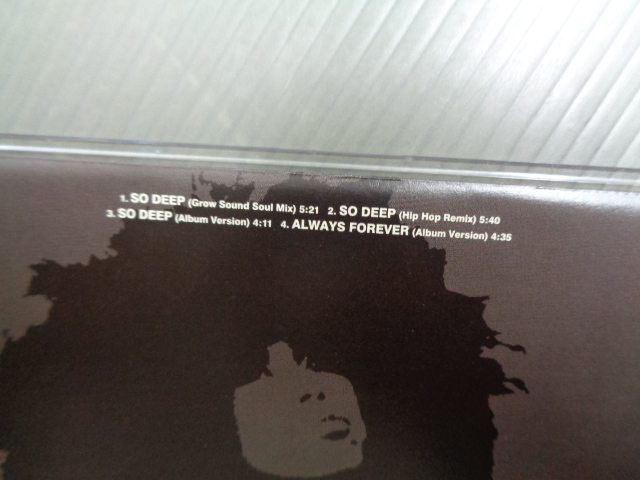 1. SO DEEP (Grow Sound Soul Mix) 5:21 2. SO DEEP (Hip Hop Remix) 5:40
3. SO DEEP (Album Version) 4:11 4. ALWAYS FOREVER (Album Version) 4:35